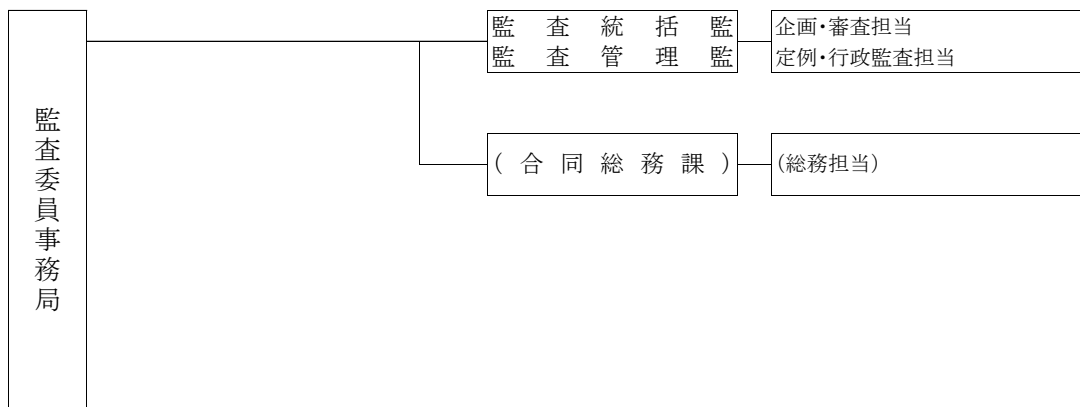 監査委員事務局
監査統括監
監査管理監
企画・審査担当
定例・行政監査担当
(合同総務課)
(総務担当)